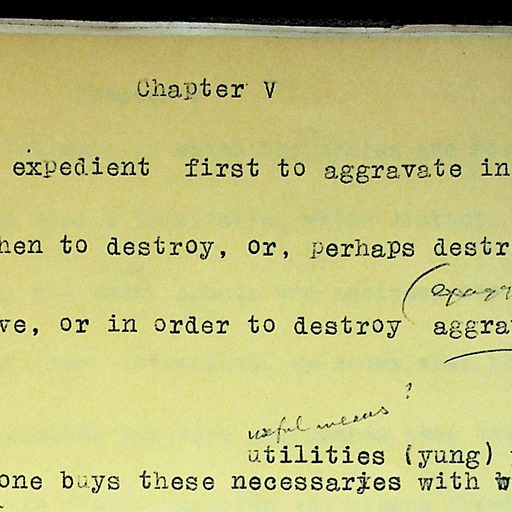 Chapter V
expedient first to aggravate in
hen to destroy, or, perhaps destr
ve, or in order to destroy aggra
useful means?
utilities (yung)
one buys these necessaries with